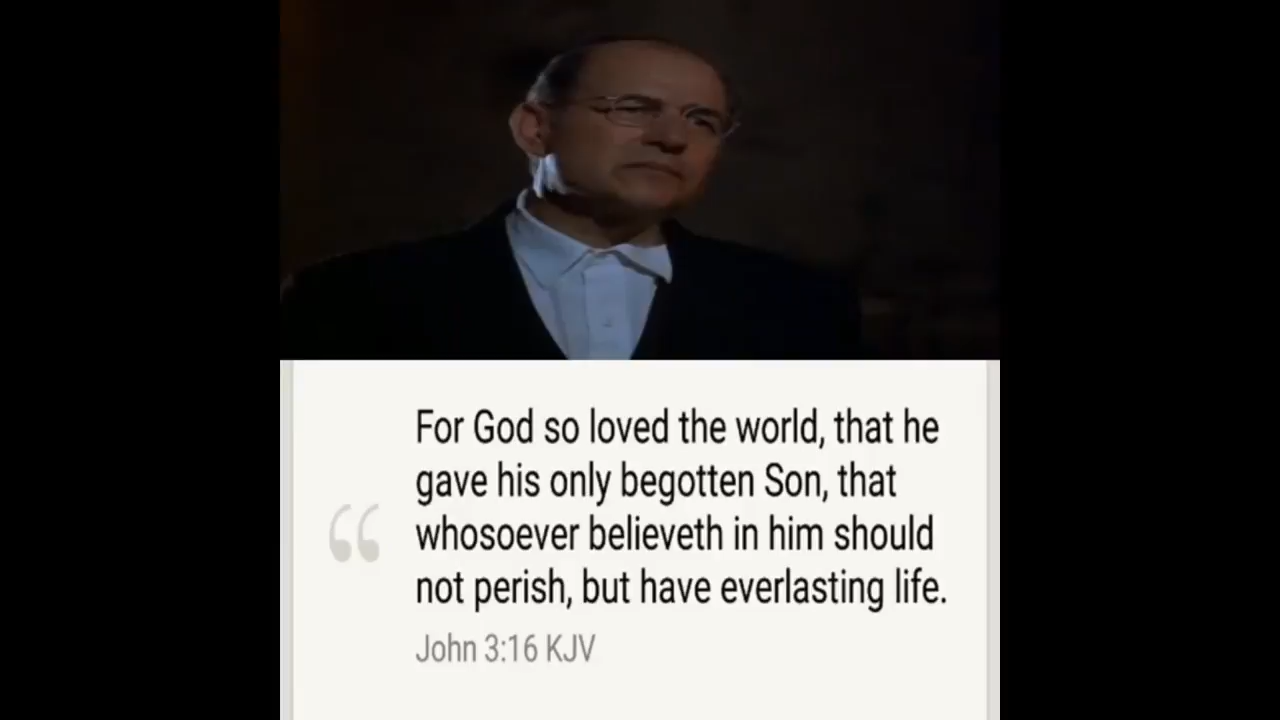 For God so loved the world, that he
gave his only begotten Son, that
whosoever believeth in him should
not perish, but have everlasting life.
John 3:16 KJV